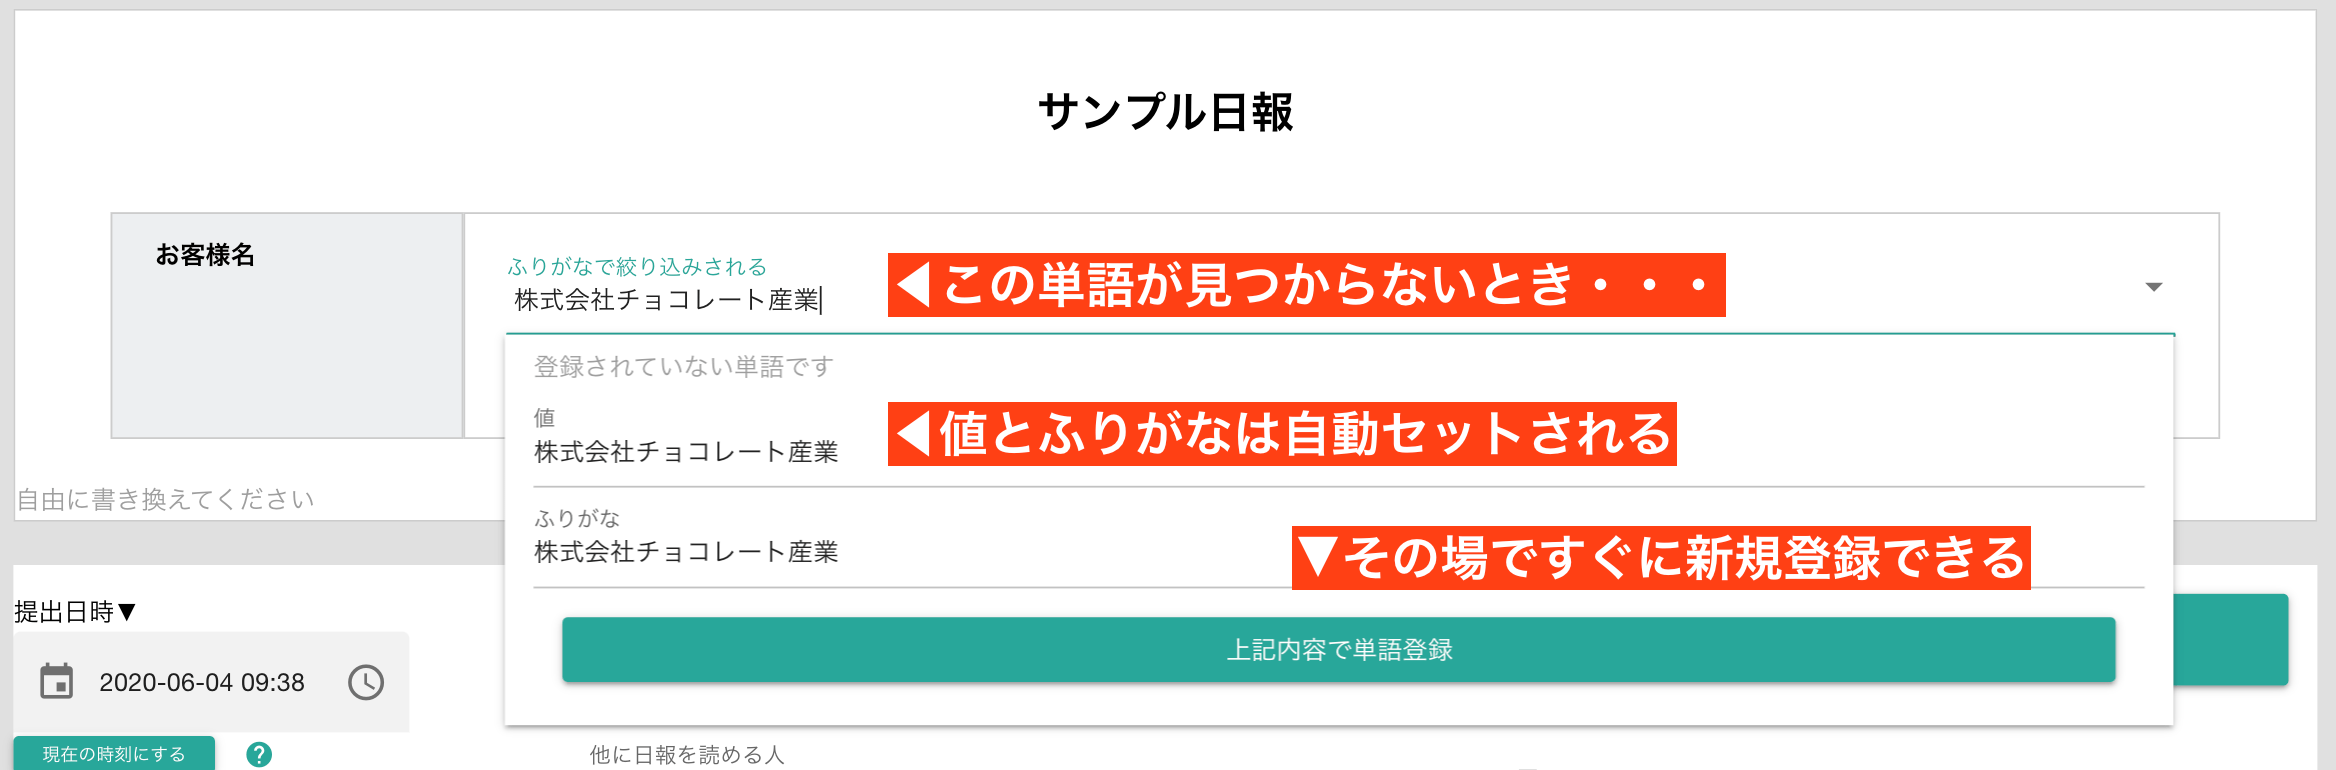 サンプル日報
お客様名
ふりがなで絞り込みされる
株式会社チョコレート産業
◀この単語が見つからないとき・・・
登録されていない単語です
値
株式会社チョコレート産業
◀値とふりがなは自動セットされる
自由に書き換えてください
ふりがな
株式会社チョコレート産業
▼その場ですぐに新規登録できる
上記内容で単語登録
提出日時▼
2020-06-04 09:38
現在の時刻にする
?
他に日報を読める人